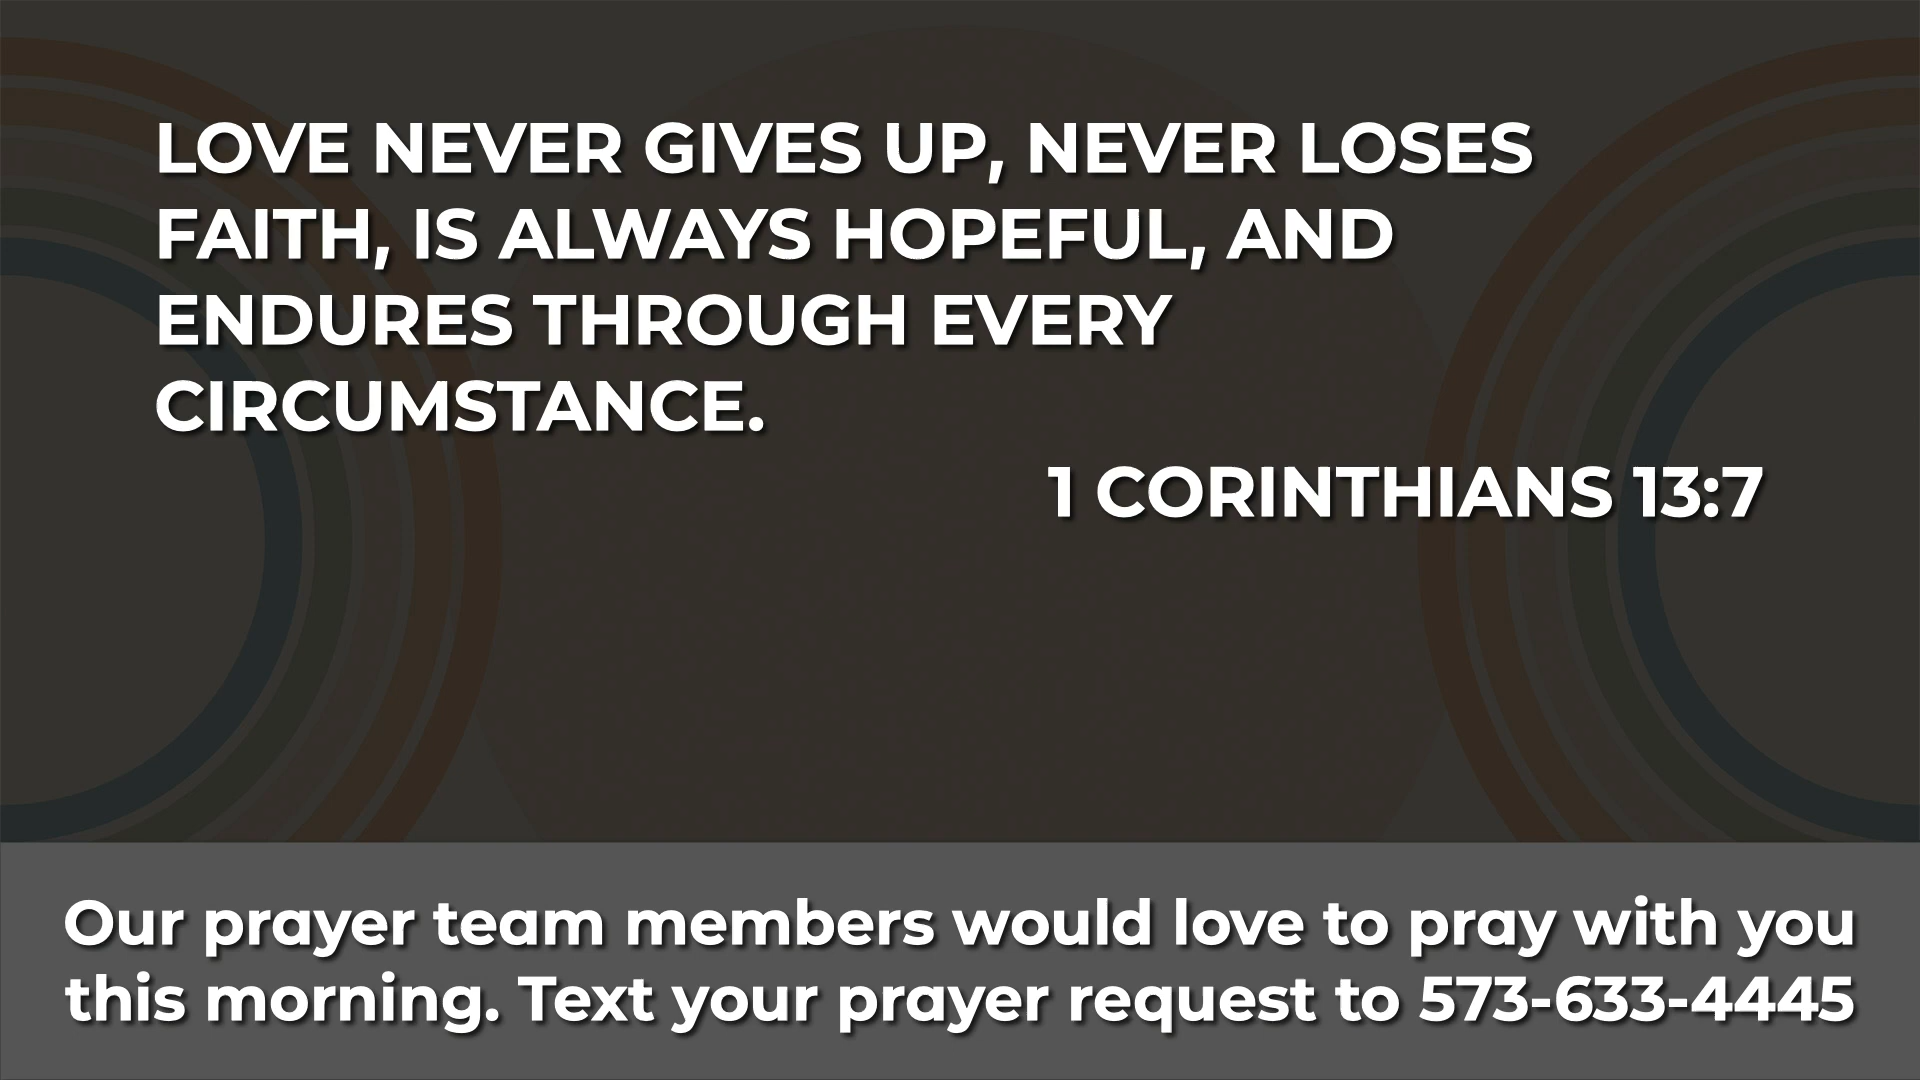 LOVE NEVER GIVES UP, NEVER LOSES
FAITH, IS ALWAYS HOPEFUL, AND
ENDURES THROUGH EVERY
CIRCUMSTANCE.
1 CORINTHIANS 13:7
Our prayer team members would love to pray with you
this morning. Text your prayer request to 573-633-4445